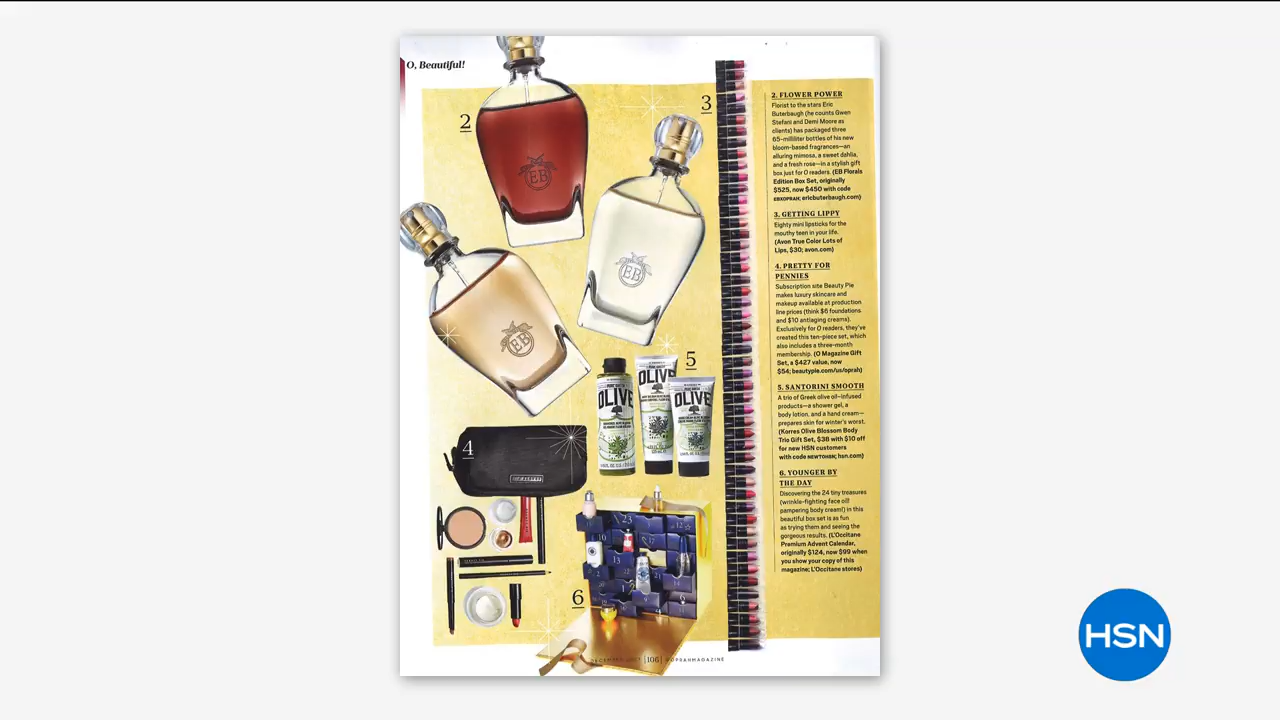 O, Beautiful!
2
3
EB
EB
EB
5
OLIVE
OLIVE
OLIVE
4
6
2. FLOWER POWER
Florist to the stars Eric
Buterbaugh (he counts Gwen
Stefani and Demi Moore as
clients) has packaged three
65-milliliter bottles of his new
bloom-based fragrances—an
alluring mimosa, a sweet dahlia,
and a fresh rose—in a stylish gift
box just for O readers. (EB Florals
Edition Box Set, originally
$525, now $450 with code
EBXOPRAH; ericbuterbaugh.com)
3. GETTING LIPPY
Eighty mini lipsticks for the
mouthy teen in your life.
(Avon True Color Lots of
Lips, $30; avon.com)
4. PRETTY FOR
PENNIES
Subscription site Beauty Pie
makes luxury skincare and
makeup available at production
line prices (think $6 foundations
and $10 antiaging creams).
Exclusively for O readers, they've
created this ten-piece set, which
also includes a three-month
membership. (O Magazine Gift
Set, a $427 value, now
$54; beautypie.com/us/oprah)
5. SANTORINI SMOOTH
A trio of Greek olive oil–infused
products—a shower gel, a
body lotion, and a hand cream—
prepares skin for winter's worst.
(Korres Olive Blossom Body
Trio Gift Set, $38 with $10 off
for new HSN customers
with code NEWTOHSN; hsn.com)
6. YOUNGER BY
THE DAY
Discovering the 24 tiny treasures
(wrinkle-fighting face oil!
pampering body cream!) in this
beautiful box set is as fun
as trying them and seeing the
gorgeous results. (L'Occitane
Premium Advent Calendar,
originally $124, now $99 when
you show your copy of this
magazine; L'Occitane stores)
DECEMBER 2017 |106| @OPRAHMAGAZINE
HSN